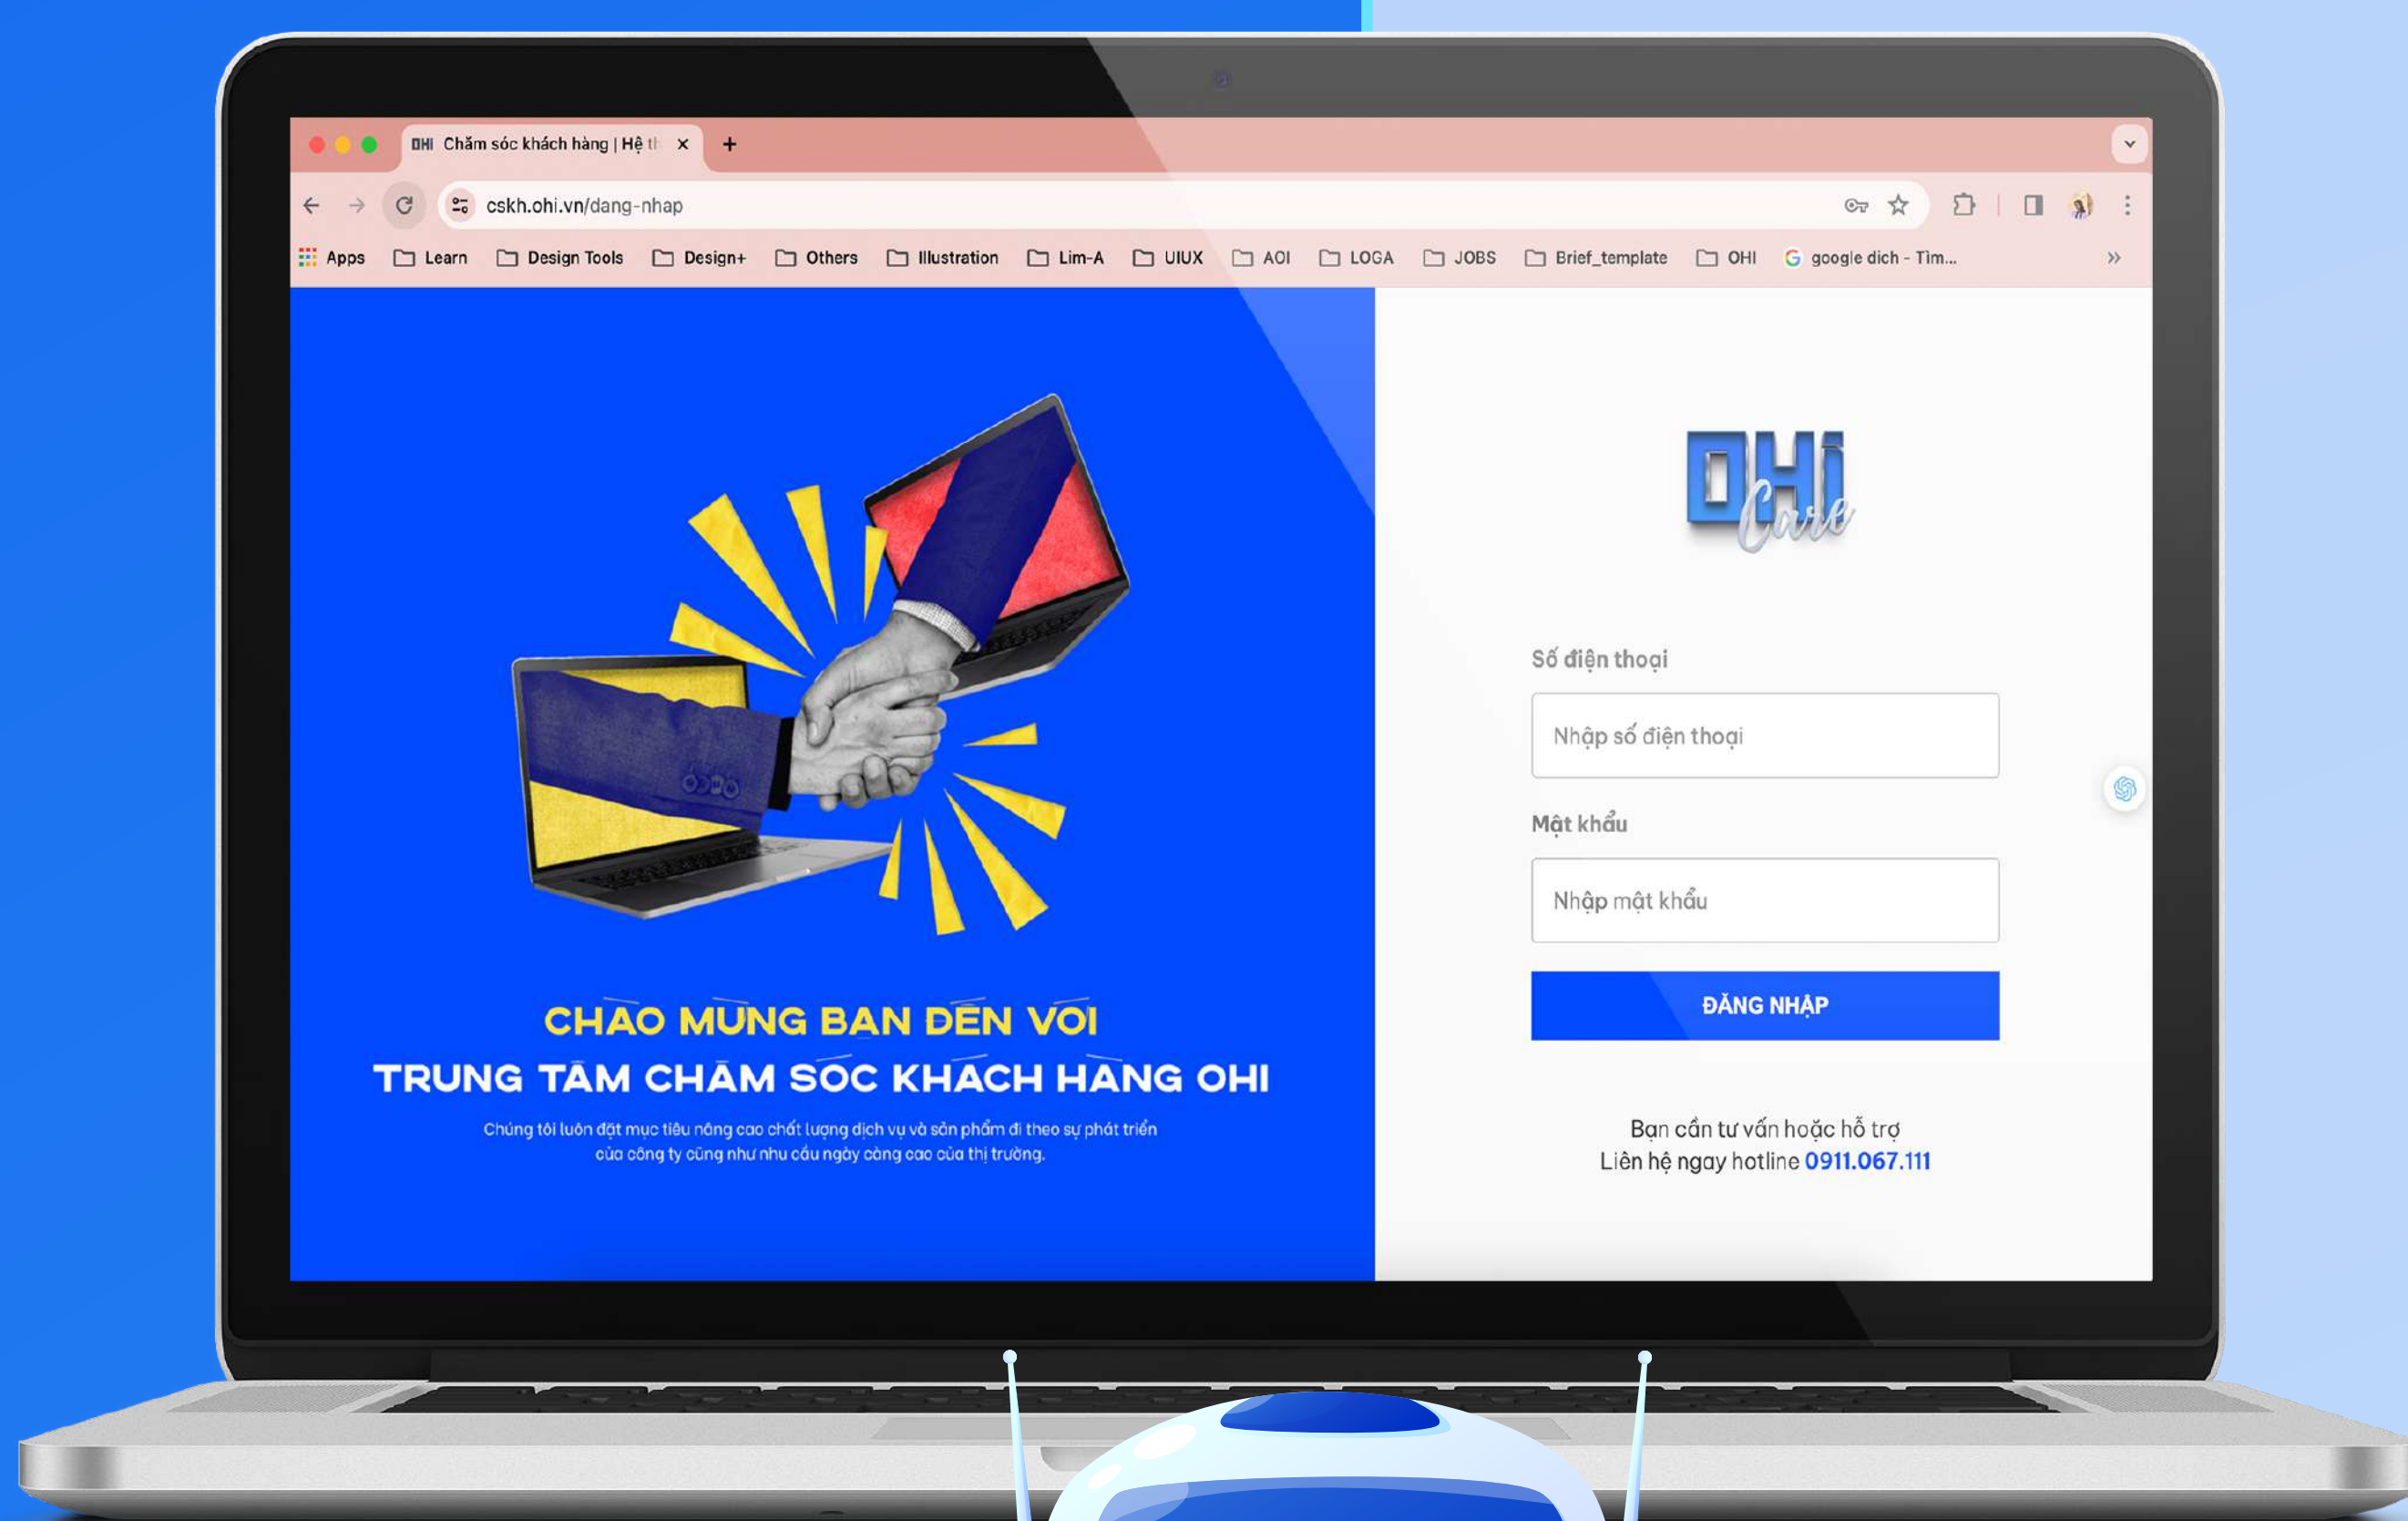 OHI Chăm sóc khách hàng | Hệ th
cskh.ohi.vn/dang-nhap
Apps Learn Design Tools Design+ Others Illustration Lim-A UIUX AOI LOGA JOBS Brief_template OHI google dich - Tìm...
OHi
Care
Số điện thoại
Nhập số điện thoại
Mật khẩu
Nhập mật khẩu
ĐĂNG NHẬP
Bạn cần tư vấn hoặc hỗ trợ
Liên hệ ngay hotline 0911.067.111
CHÀO MỪNG BẠN ĐẾN VỚI
TRUNG TÂM CHĂM SÓC KHÁCH HÀNG OHI
Chúng tôi luôn đặt mục tiêu nâng cao chất lượng dịch vụ và sản phẩm đi theo sự phát triển
của công ty cũng như nhu cầu ngày càng cao của thị trường.